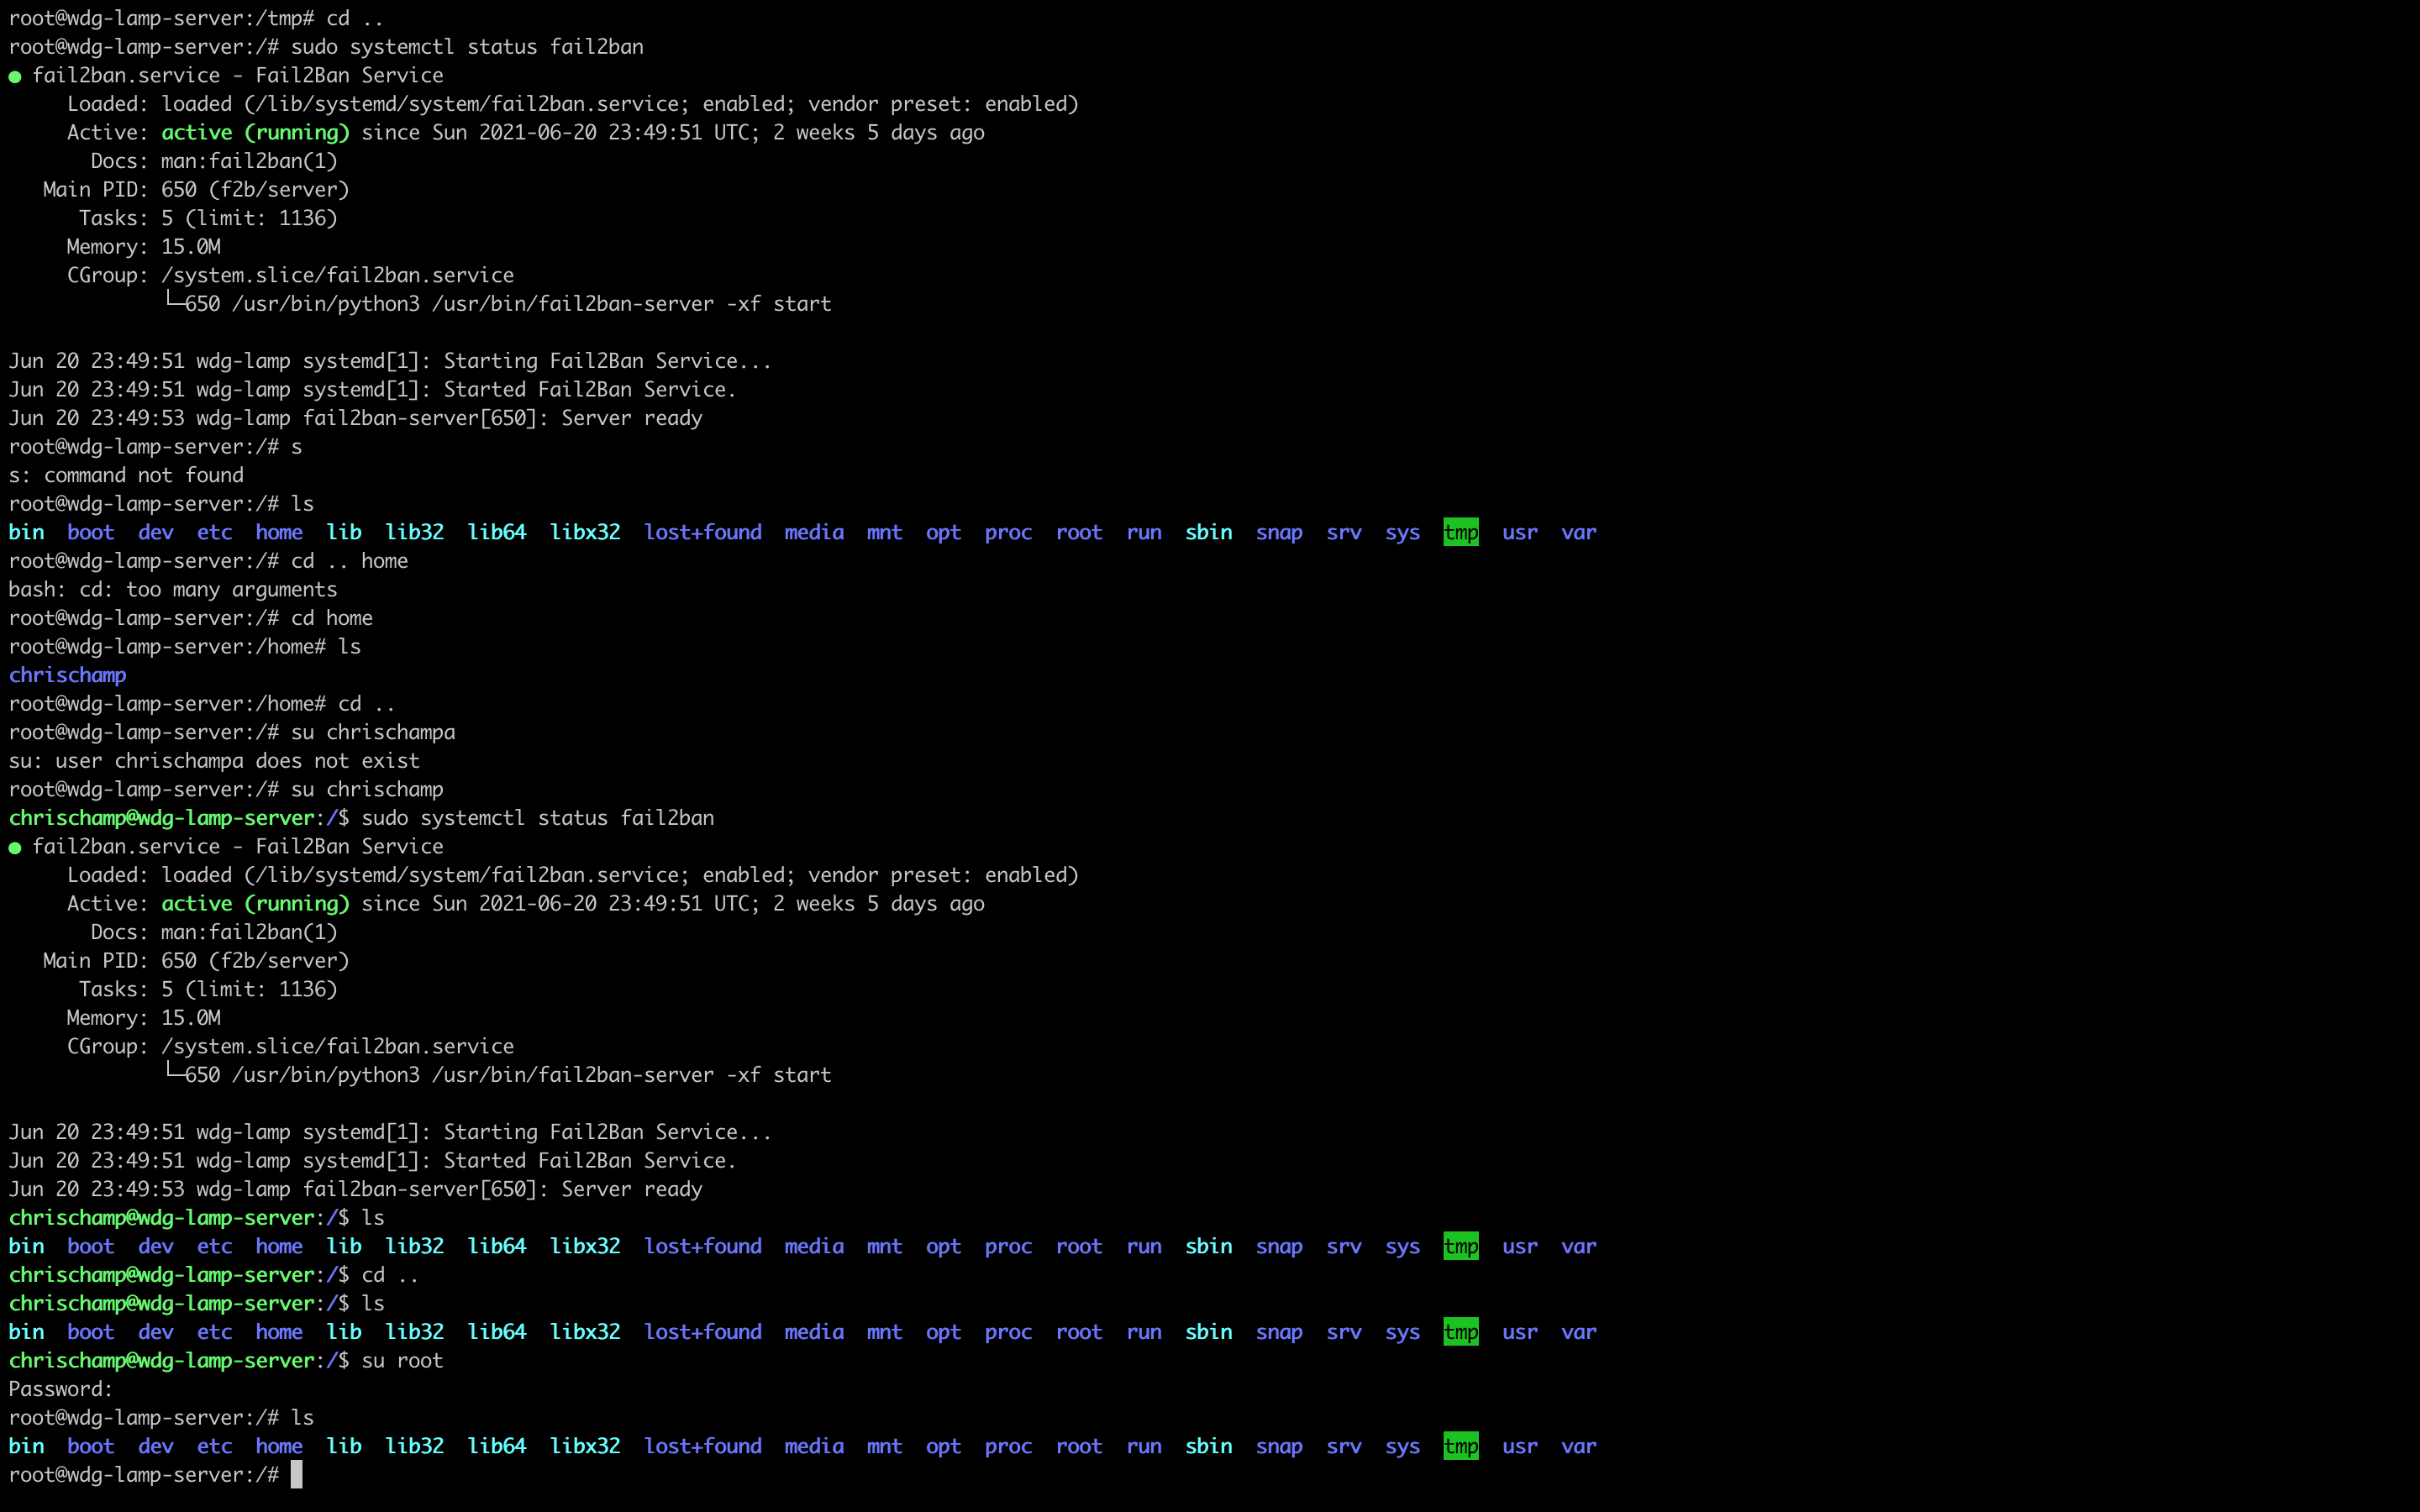 root@wdg-lamp-server:/tmp# cd ..
root@wdg-lamp-server:/# sudo systemctl status fail2ban
● fail2ban.service - Fail2Ban Service
     Loaded: loaded (/lib/systemd/system/fail2ban.service; enabled; vendor preset: enabled)
     Active: active (running) since Sun 2021-06-20 23:49:51 UTC; 2 weeks 5 days ago
       Docs: man:fail2ban(1)
   Main PID: 650 (f2b/server)
      Tasks: 5 (limit: 1136)
     Memory: 15.0M
     CGroup: /system.slice/fail2ban.service
             └─650 /usr/bin/python3 /usr/bin/fail2ban-server -xf start

Jun 20 23:49:51 wdg-lamp systemd[1]: Starting Fail2Ban Service...
Jun 20 23:49:51 wdg-lamp systemd[1]: Started Fail2Ban Service.
Jun 20 23:49:53 wdg-lamp fail2ban-server[650]: Server ready
root@wdg-lamp-server:/# s
s: command not found
root@wdg-lamp-server:/# ls
bin  boot  dev  etc  home  lib  lib32  lib64  libx32  lost+found  media  mnt  opt  proc  root  run  sbin  snap  srv  sys  tmp  usr  var
root@wdg-lamp-server:/# cd .. home
bash: cd: too many arguments
root@wdg-lamp-server:/# cd home
root@wdg-lamp-server:/home# ls
chrischamp
root@wdg-lamp-server:/home# cd ..
root@wdg-lamp-server:/# su chrischampa
su: user chrischampa does not exist
root@wdg-lamp-server:/# su chrischamp
chrischamp@wdg-lamp-server:/$ sudo systemctl status fail2ban
● fail2ban.service - Fail2Ban Service
     Loaded: loaded (/lib/systemd/system/fail2ban.service; enabled; vendor preset: enabled)
     Active: active (running) since Sun 2021-06-20 23:49:51 UTC; 2 weeks 5 days ago
       Docs: man:fail2ban(1)
   Main PID: 650 (f2b/server)
      Tasks: 5 (limit: 1136)
     Memory: 15.0M
     CGroup: /system.slice/fail2ban.service
             └─650 /usr/bin/python3 /usr/bin/fail2ban-server -xf start

Jun 20 23:49:51 wdg-lamp systemd[1]: Starting Fail2Ban Service...
Jun 20 23:49:51 wdg-lamp systemd[1]: Started Fail2Ban Service.
Jun 20 23:49:53 wdg-lamp fail2ban-server[650]: Server ready
chrischamp@wdg-lamp-server:/$ ls
bin  boot  dev  etc  home  lib  lib32  lib64  libx32  lost+found  media  mnt  opt  proc  root  run  sbin  snap  srv  sys  tmp  usr  var
chrischamp@wdg-lamp-server:/$ cd ..
chrischamp@wdg-lamp-server:/$ ls
bin  boot  dev  etc  home  lib  lib32  lib64  libx32  lost+found  media  mnt  opt  proc  root  run  sbin  snap  srv  sys  tmp  usr  var
chrischamp@wdg-lamp-server:/$ su root
Password:
root@wdg-lamp-server:/# ls
bin  boot  dev  etc  home  lib  lib32  lib64  libx32  lost+found  media  mnt  opt  proc  root  run  sbin  snap  srv  sys  tmp  usr  var
root@wdg-lamp-server:/#